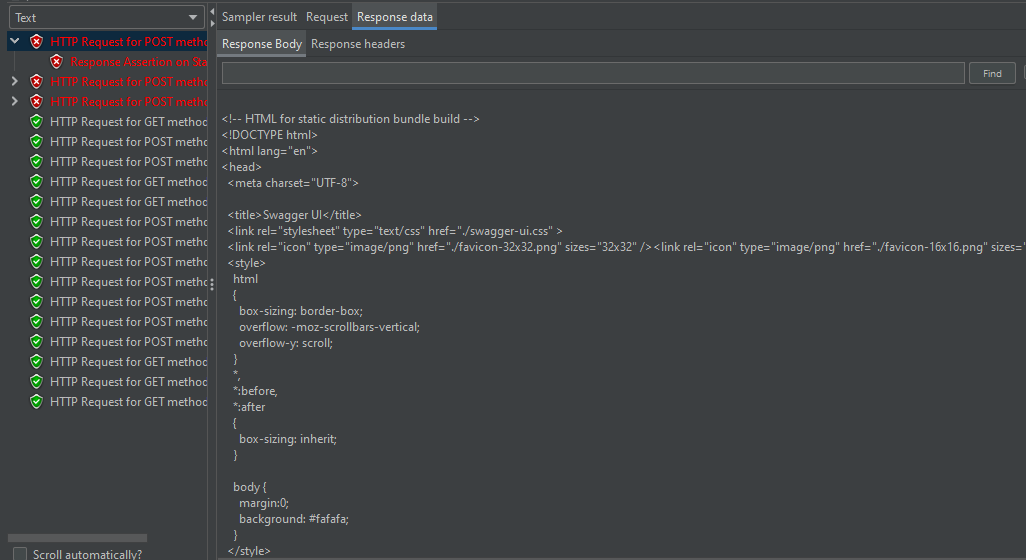 Text
Sampler result Request Response data
HTTP Request for POST metho
Response Assertion on Sta
HTTP Request for POST metho
HTTP Request for POST metho
HTTP Request for GET method
HTTP Request for POST metho
HTTP Request for POST metho
HTTP Request for GET method
HTTP Request for GET method
HTTP Request for POST metho
HTTP Request for POST metho
HTTP Request for POST metho
HTTP Request for POST metho
HTTP Request for POST metho
HTTP Request for POST metho
HTTP Request for POST metho
HTTP Request for GET method
HTTP Request for GET method
HTTP Request for GET method
Scroll automatically?
Response Body Response headers
Find
<!-- HTML for static distribution bundle build -->
<!DOCTYPE html>
<html lang="en">
<head>
<meta charset="UTF-8">
<title>Swagger UI</title>
<link rel="stylesheet" type="text/css" href="./swagger-ui.css" >
<link rel="icon" type="image/png" href="./favicon-32x32.png" sizes="32x32" /><link rel="icon" type="image/png" href="./favicon-16x16.png" sizes="
<style>
html
{
box-sizing: border-box;
overflow: -moz-scrollbars-vertical;
overflow-y: scroll;
}
*,
*:before,
*:after
{
box-sizing: inherit;
}
body {
margin:0;
background: #fafafa;
}
</style>